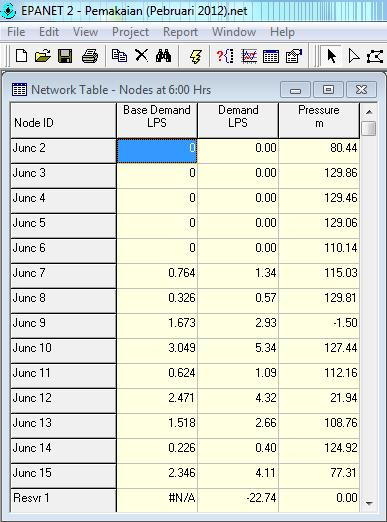 EPANET 2 - Pemakaian (Pebruari 2012).net
File Edit View Project Report Window Help
Network Table - Nodes at 6:00 Hrs
Node ID Base Demand LPS Demand LPS Pressure m
Junc 2 0 0.00 80.44
Junc 3 0 0.00 129.86
Junc 4 0 0.00 129.46
Junc 5 0 0.00 129.06
Junc 6 0 0.00 110.14
Junc 7 0.764 1.34 115.03
Junc 8 0.326 0.57 129.81
Junc 9 1.673 2.93 -1.50
Junc 10 3.049 5.34 127.44
Junc 11 0.624 1.09 112.16
Junc 12 2.471 4.32 21.94
Junc 13 1.518 2.66 108.76
Junc 14 0.226 0.40 124.92
Junc 15 2.346 4.11 77.31
Resvr 1 #N/A -22.74 0.00